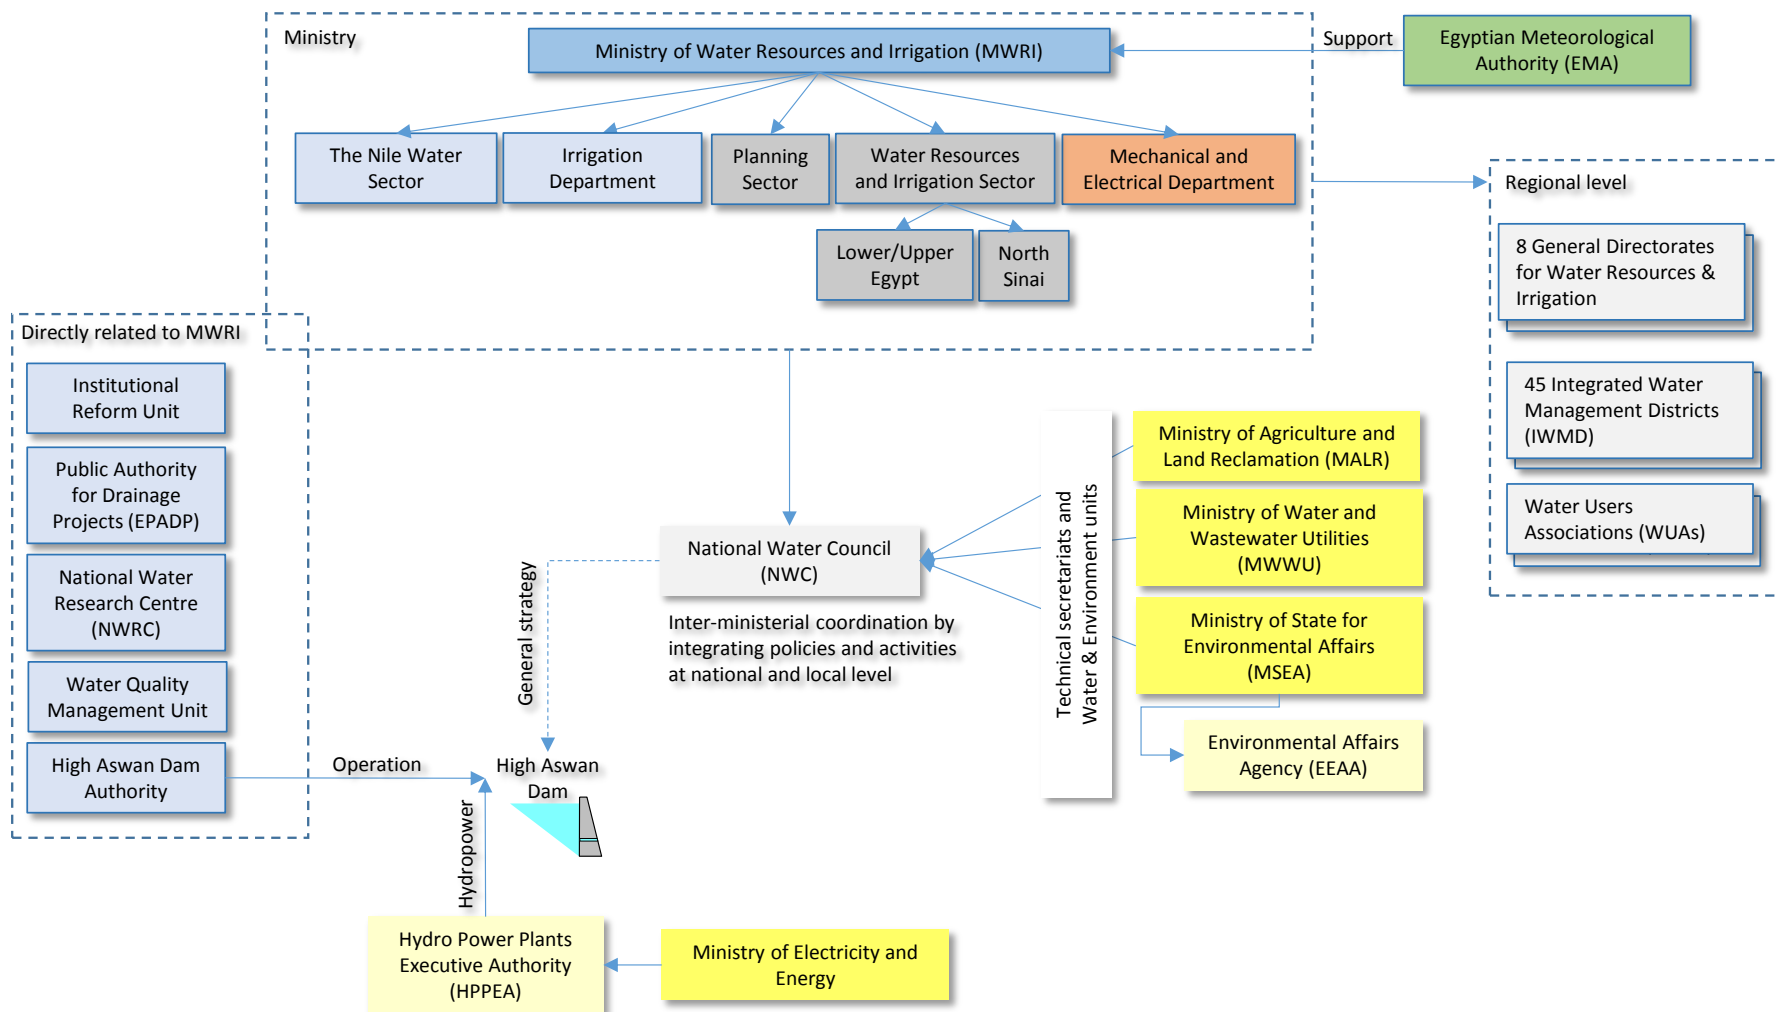 Ministry
Ministry of Water Resources and Irrigation (MWRI)
Support
Egyptian Meteorological
Authority (EMA)
The Nile Water
Sector
Irrigation
Department
Planning
Sector
Water Resources
and Irrigation Sector
Mechanical and
Electrical Department
Lower/Upper
Egypt
North
Sinai
Regional level
8 General Directorates
for Water Resources &
Irrigation
45 Integrated Water
Management Districts
(IWMD)
Water Users
Associations (WUAs)
Directly related to MWRI
Institutional
Reform Unit
Public Authority
for Drainage
Projects (EPADP)
National Water
Research Centre
(NWRC)
Water Quality
Management Unit
High Aswan Dam
Authority
Operation
General strategy
National Water Council
(NWC)
Inter-ministerial coordination by
integrating policies and activities
at national and local level
Technical secretariats and
Water & Environment units
Ministry of Agriculture and
Land Reclamation (MALR)
Ministry of Water and
Wastewater Utilities
(MWWU)
Ministry of State for
Environmental Affairs
(MSEA)
Environmental Affairs
Agency (EEAA)
High Aswan
Dam
Hydropower
Hydro Power Plants
Executive Authority
(HPPEA)
Ministry of Electricity and
Energy